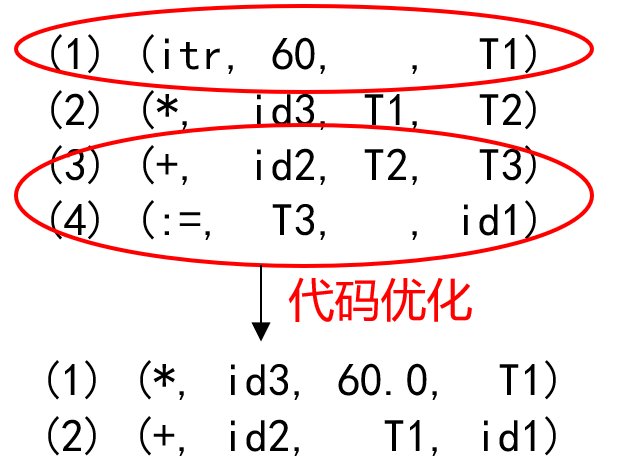 (1) (itr, 60, , T1)
(2) (*, id3, T1, T2)
(3) (+, id2, T2, T3)
(4) (:=, T3, , id1)
代码优化
(1) (*, id3, 60.0, T1)
(2) (+, id2, T1, id1)